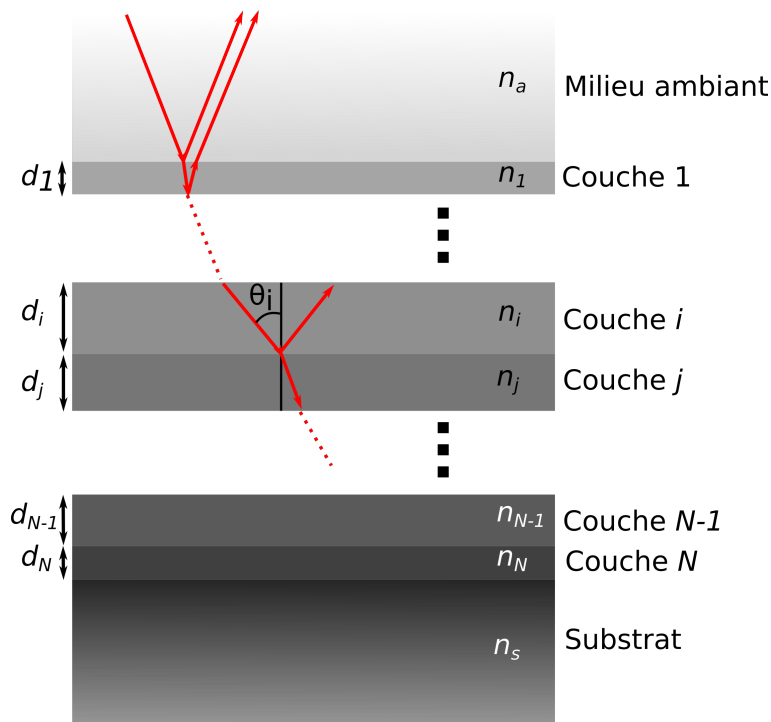 n_a Milieu ambiant
d1 n_1 Couche 1
θi
d_i n_i Couche i
d_j n_j Couche j
d_N-1 n_N-1 Couche N-1
d_N n_N Couche N
n_s Substrat